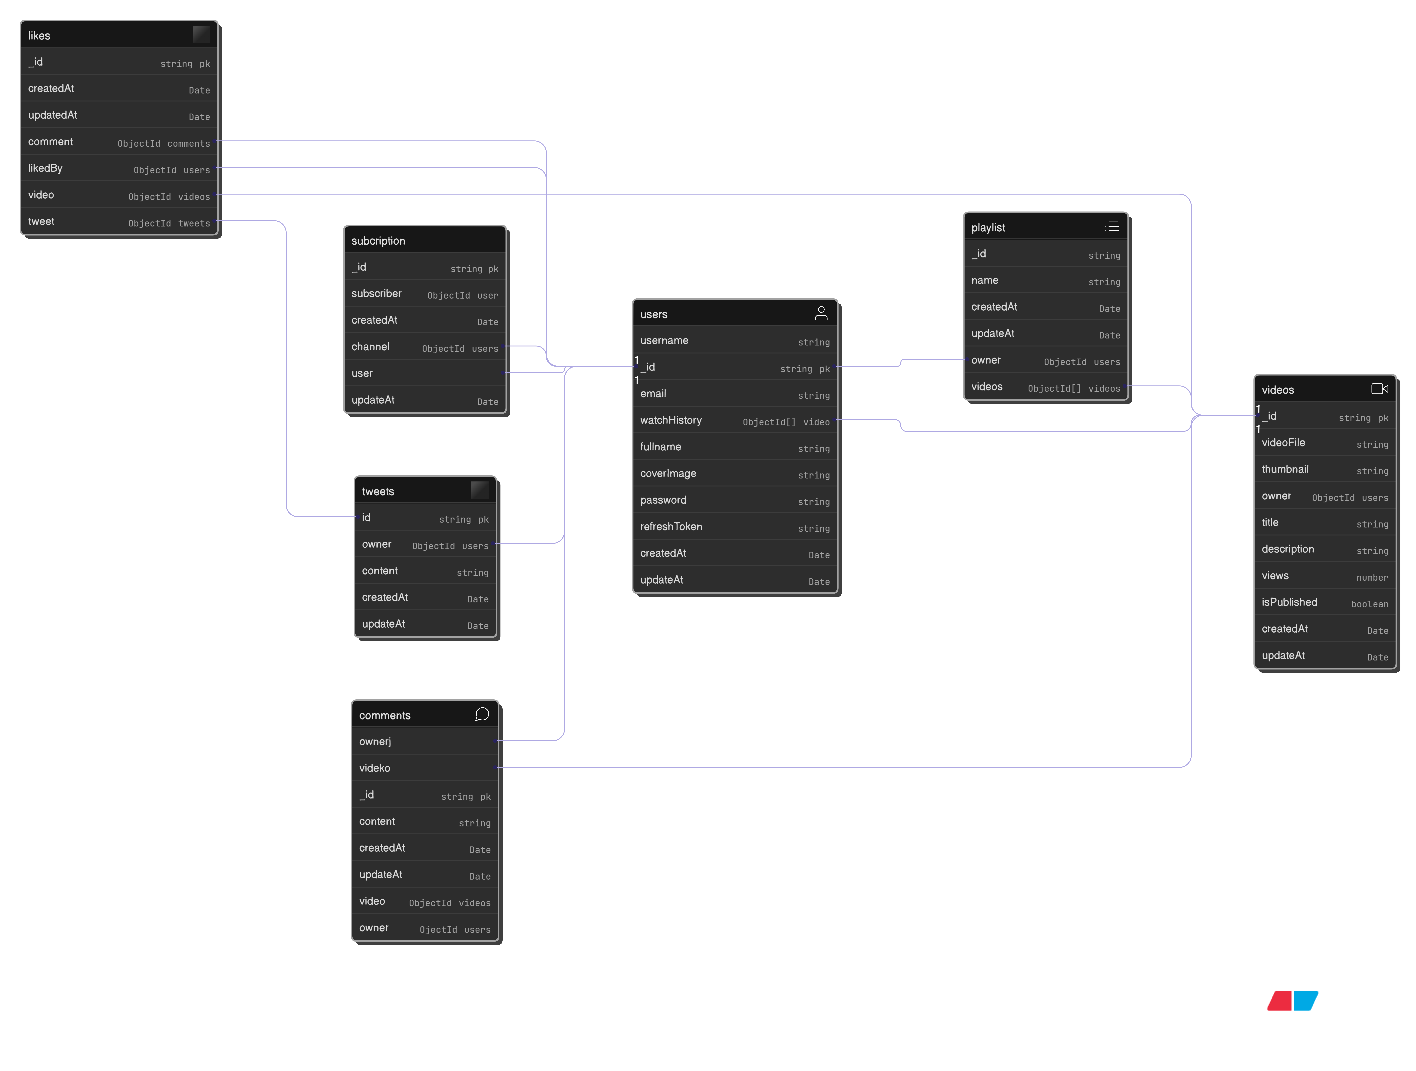 likes
_id string pk
createdAt Date
updatedAt Date
comment ObjectId comments
likedBy ObjectId users
video ObjectId videos
tweet ObjectId tweets
subcription
_id string pk
subscriber ObjectId user
createdAt Date
channel ObjectId users
user
updateAt Date
tweets
id string pk
owner ObjectId users
content string
createdAt Date
updateAt Date
comments
ownerj
videko
_id string pk
content string
createdAt Date
updateAt Date
video ObjectId videos
owner OjectId users
users
username string
1
_id string pk
1
email string
watchHistory ObjectId[] video
fullname string
coverImage string
password string
refreshToken string
createdAt Date
updateAt Date
playlist
_id string
name string
createdAt Date
updateAt Date
owner ObjectId users
videos ObjectId[] videos
videos
1
_id string pk
1
videoFile string
thumbnail string
owner ObjectId users
title string
description string
views number
isPublished boolean
createdAt Date
updateAt Date